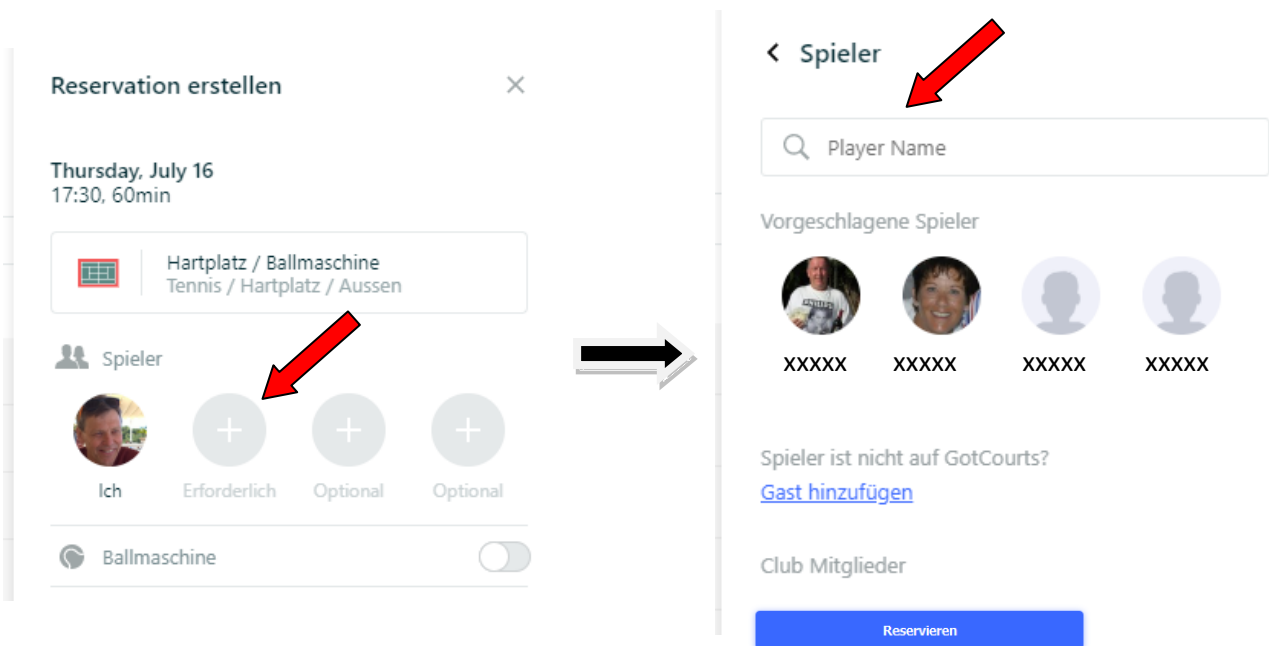 Reservation erstellen
Thursday, July 16
17:30, 60min
Hartplatz / Ballmaschine
Tennis / Hartplatz / Aussen
Spieler
Ich Erforderlich Optional Optional
Ballmaschine
Spieler
Player Name
Vorgeschlagene Spieler
xxxxx xxxxx xxxxx xxxxx
Spieler ist nicht auf GotCourts?
Gast hinzufügen
Club Mitglieder
Reservieren